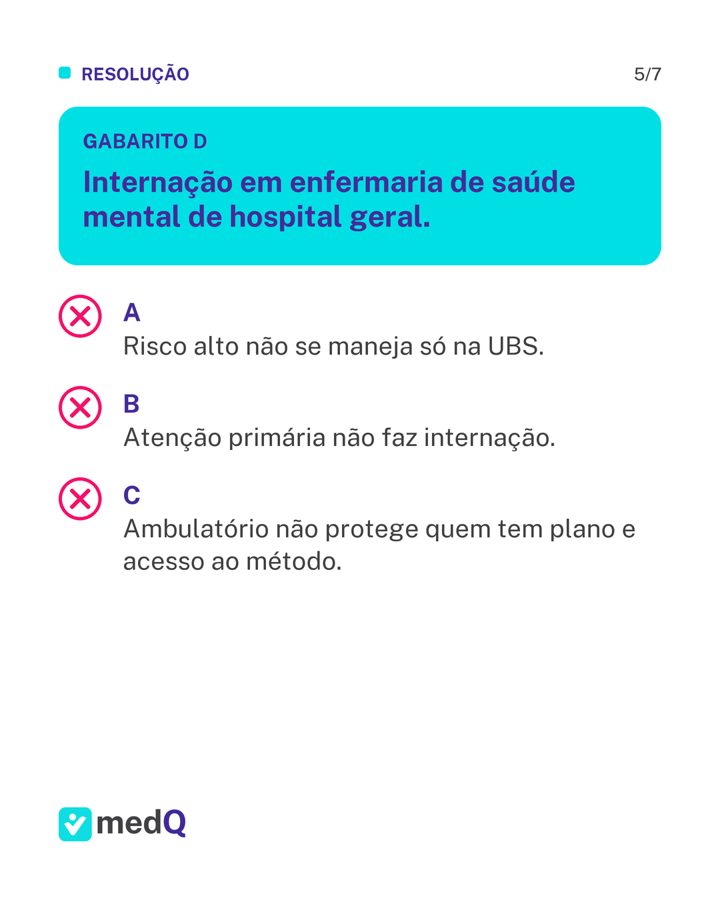 RESOLUÇÃO
5/7
GABARITO D
Internação em enfermaria de saúde
mental de hospital geral.
A
Risco alto não se maneja só na UBS.
B
Atenção primária não faz internação.
C
Ambulatório não protege quem tem plano e
acesso ao método.
medQ